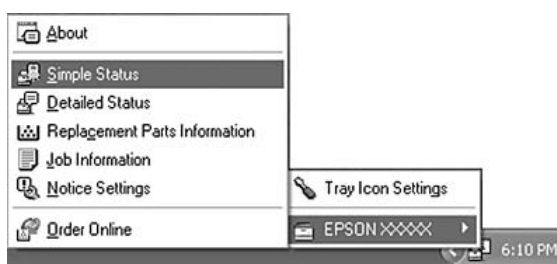 About
Simple Status
Detailed Status
Replacement Parts Information
Job Information
Notice Settings
Order Online
Tray Icon Settings
EPSON XXXXX
6:10 PM